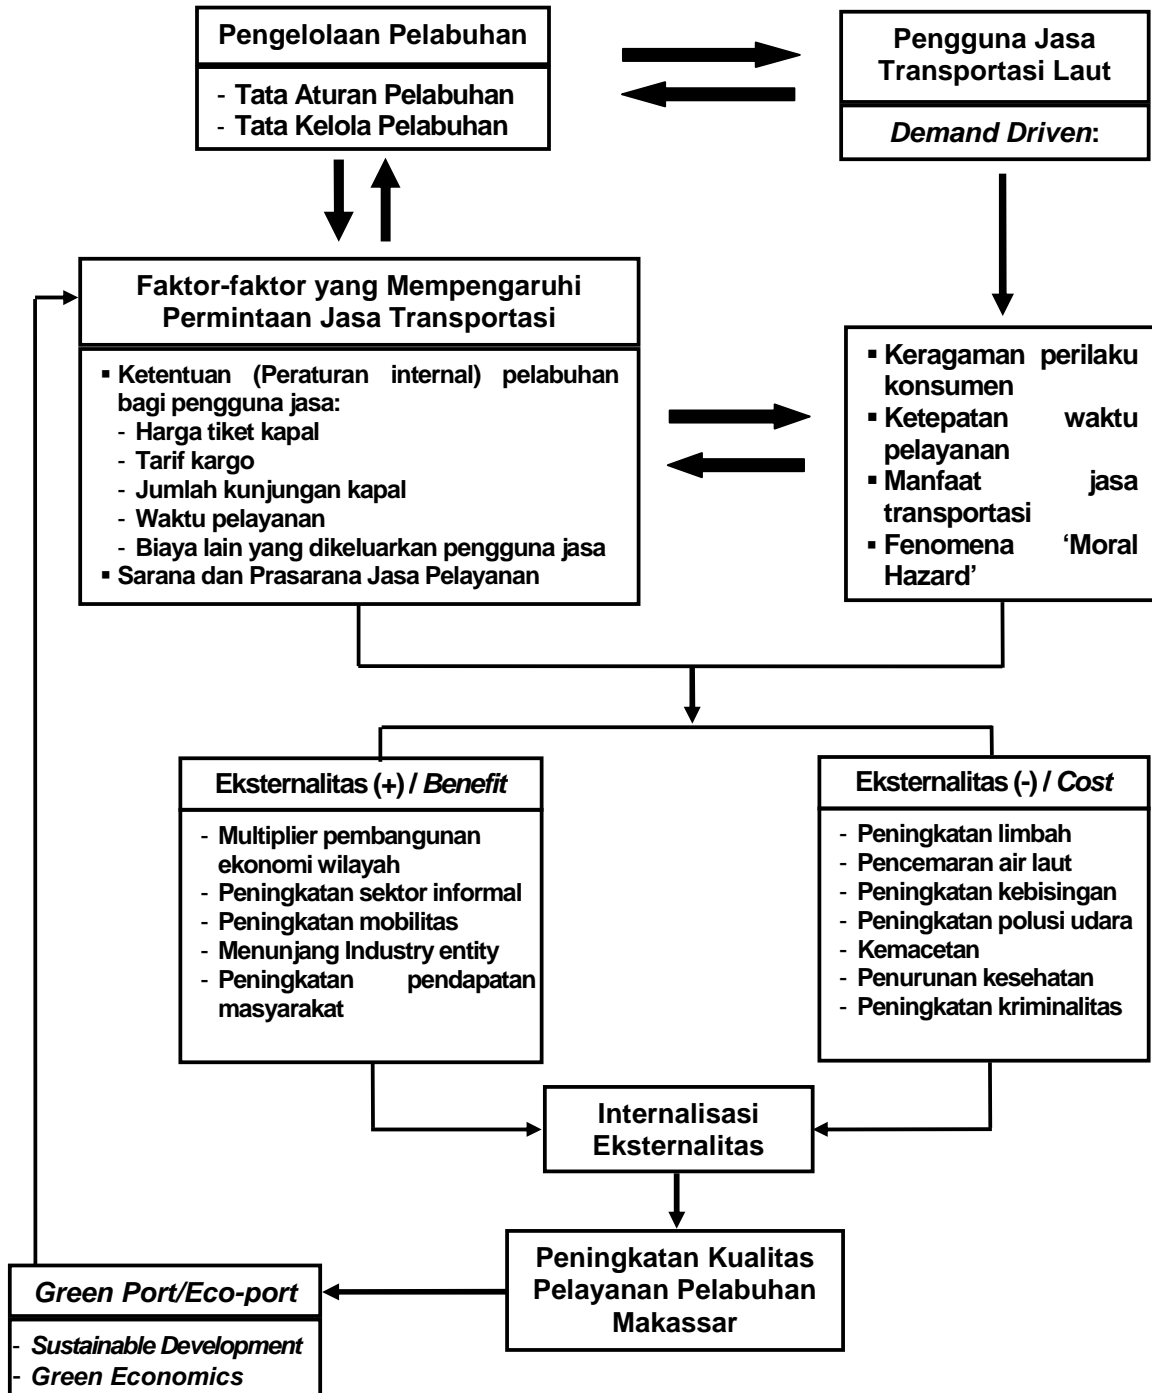 Pengelolaan Pelabuhan
- Tata Aturan Pelabuhan
- Tata Kelola Pelabuhan
Pengguna Jasa
Transportasi Laut
Demand Driven:
Faktor-faktor yang Mempengaruhi
Permintaan Jasa Transportasi
▪ Ketentuan (Peraturan internal) pelabuhan
bagi pengguna jasa:
- Harga tiket kapal
- Tarif kargo
- Jumlah kunjungan kapal
- Waktu pelayanan
- Biaya lain yang dikeluarkan pengguna jasa
▪ Sarana dan Prasarana Jasa Pelayanan
▪ Keragaman perilaku
konsumen
▪ Ketepatan waktu
pelayanan
▪ Manfaat jasa
transportasi
▪ Fenomena ‘Moral
Hazard’
Eksternalitas (+) / Benefit
- Multiplier pembangunan
ekonomi wilayah
- Peningkatan sektor informal
- Peningkatan mobilitas
- Menunjang Industry entity
- Peningkatan pendapatan
masyarakat
Eksternalitas (-) / Cost
- Peningkatan limbah
- Pencemaran air laut
- Peningkatan kebisingan
- Peningkatan polusi udara
- Kemacetan
- Penurunan kesehatan
- Peningkatan kriminalitas
Internalisasi
Eksternalitas
Peningkatan Kualitas
Pelayanan Pelabuhan
Makassar
Green Port/Eco-port
- Sustainable Development
- Green Economics